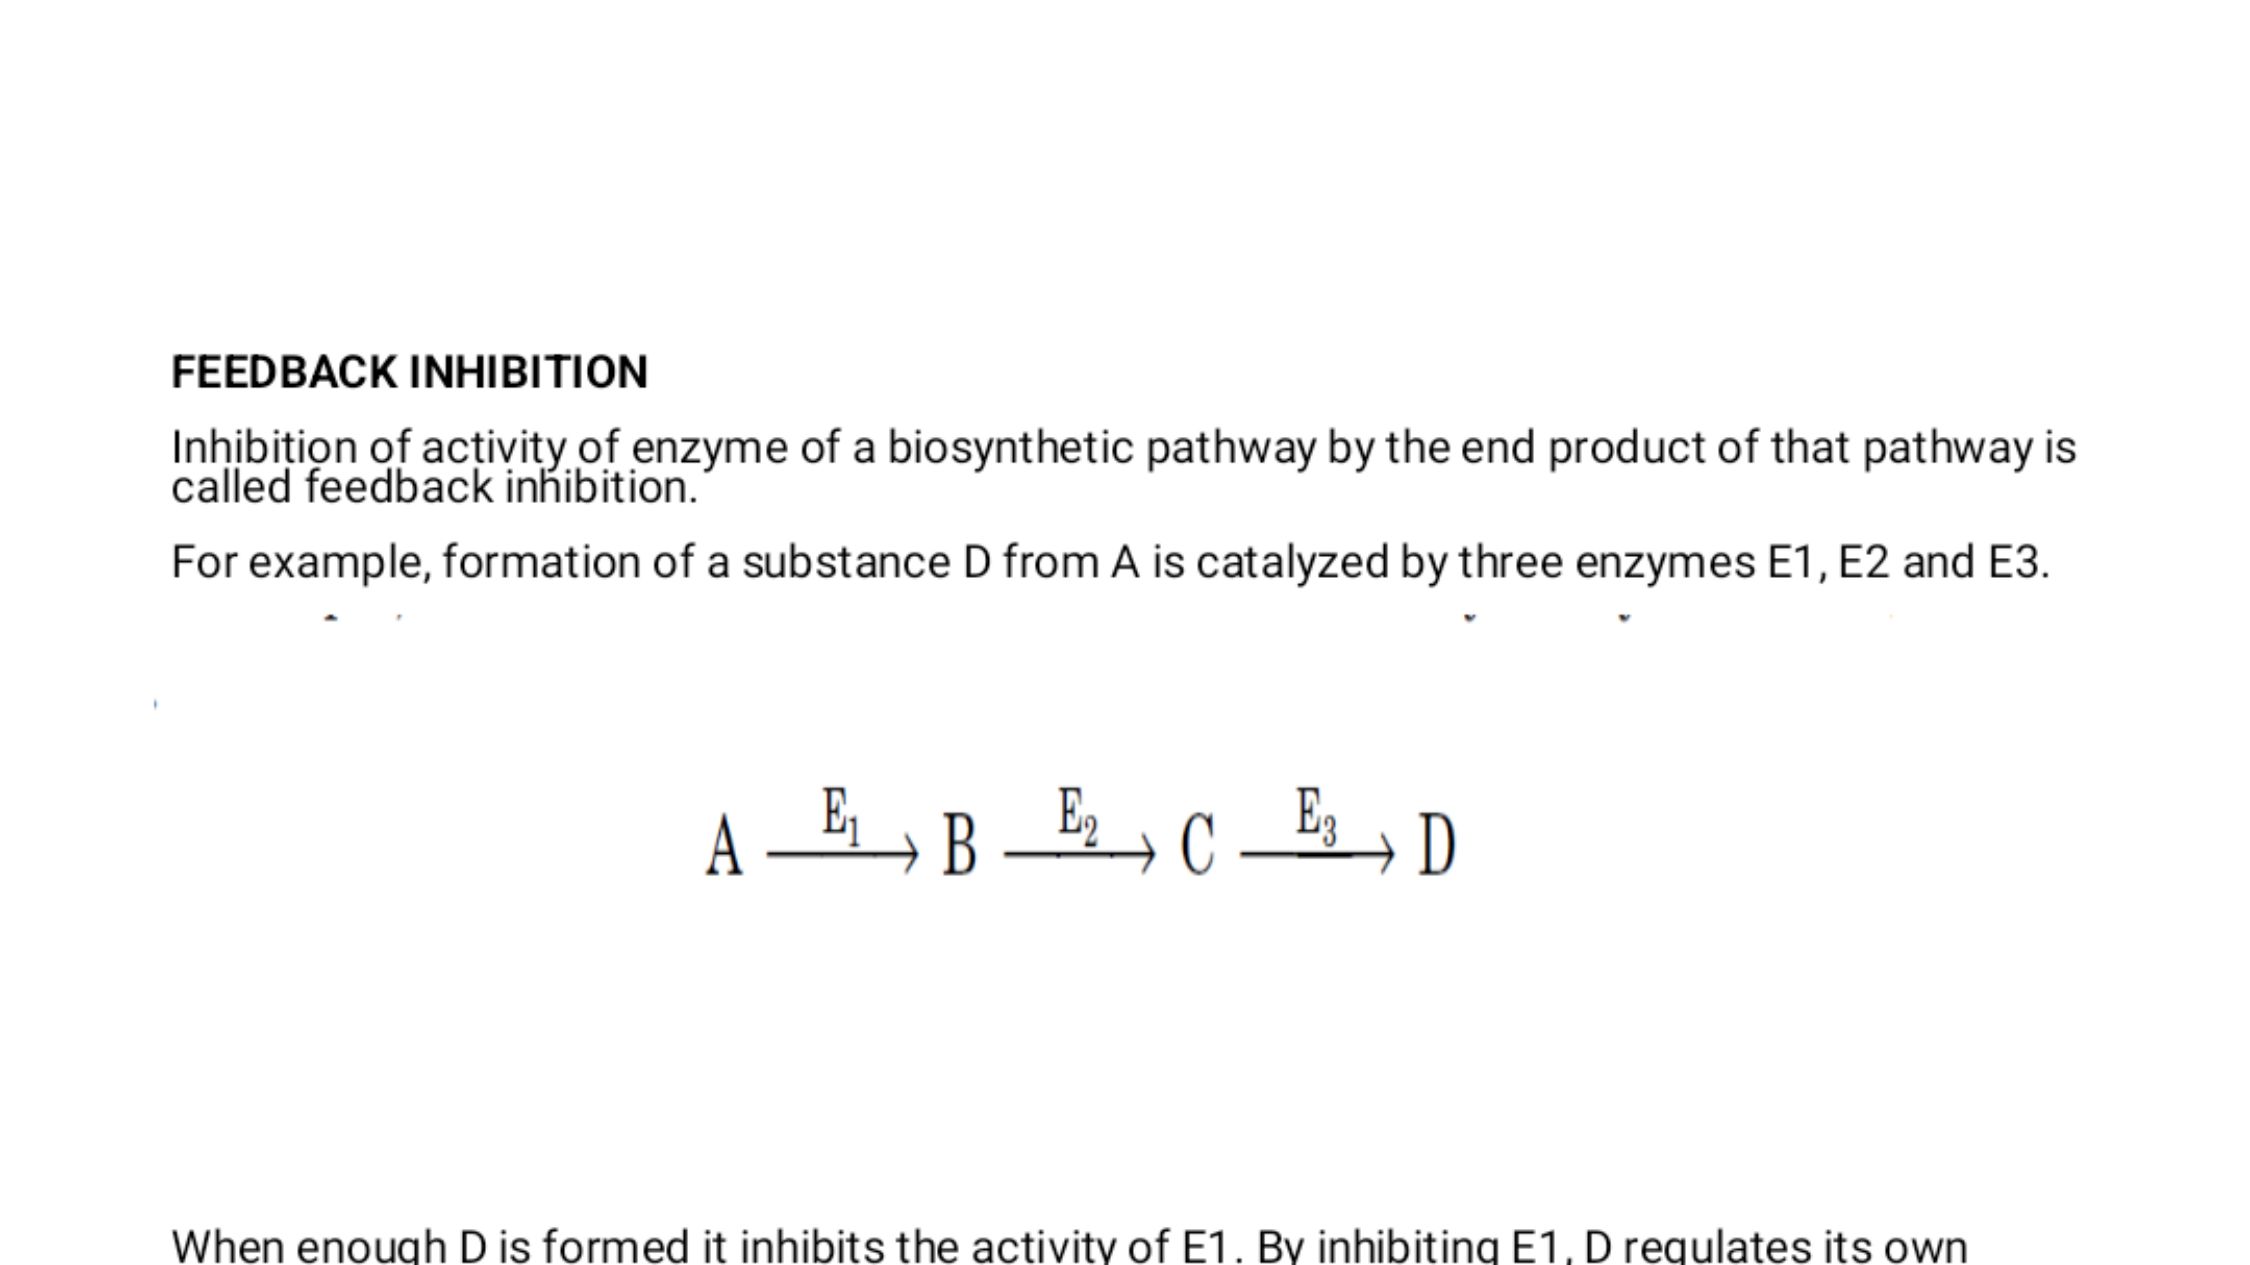 FEEDBACK INHIBITION
Inhibition of activity of enzyme of a biosynthetic pathway by the end product of that pathway is
called feedback inhibition.
For example, formation of a substance D from A is catalyzed by three enzymes E1, E2 and E3.
A E₁→ B E₂→ C E₃→ D
When enough D is formed it inhibits the activity of E1. By inhibiting E1, D regulates its own